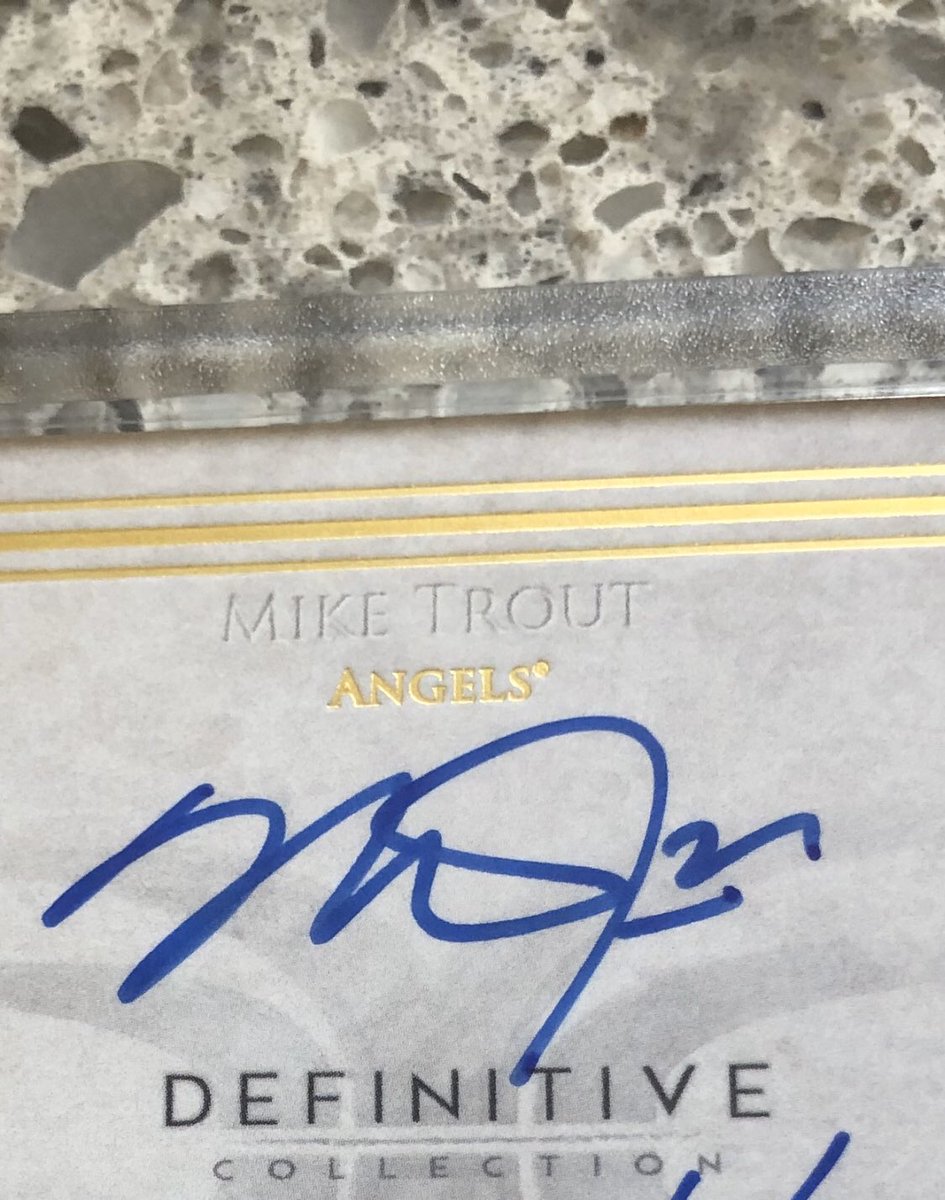 MIKE TROUT
ANGELS®
DEFINITIVE
COLLECTION